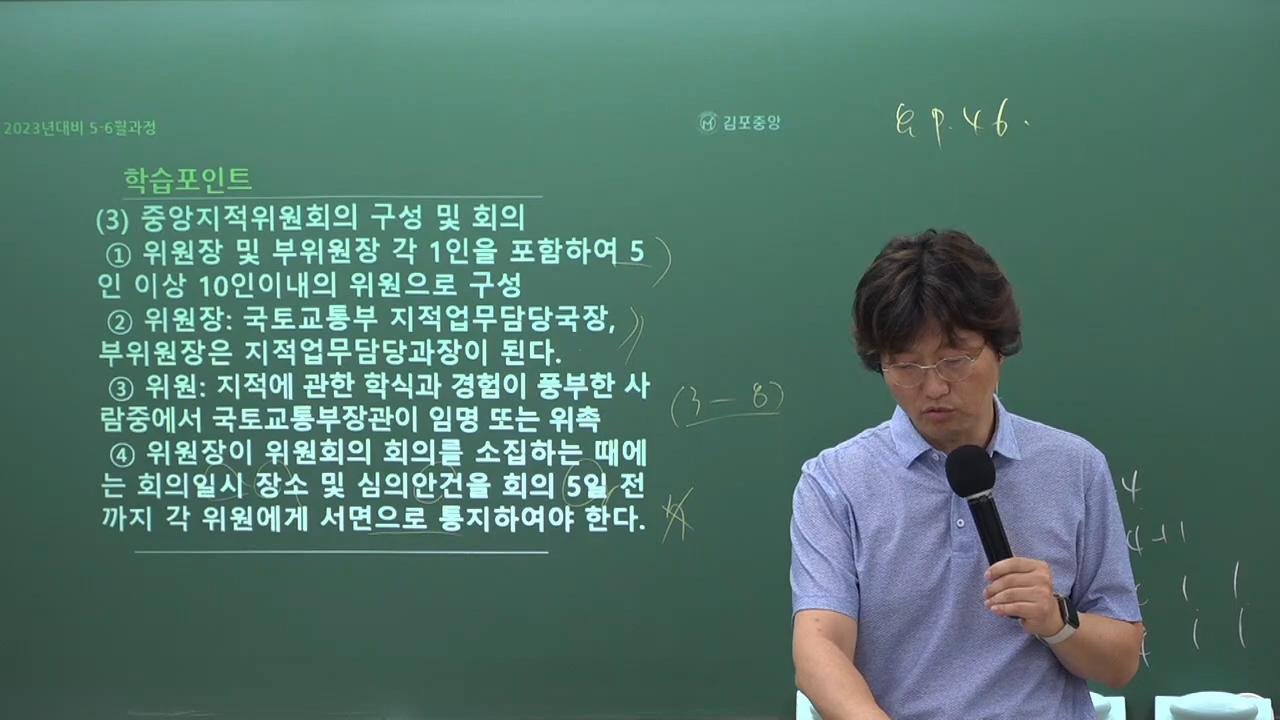 2023년대비 5-6월과정
김포중앙
p.46.
학습포인트
(3) 중앙지적위원회의 구성 및 회의
① 위원장 및 부위원장 각 1인을 포함하여 5
인 이상 10인이내의 위원으로 구성
② 위원장: 국토교통부 지적업무담당국장,
부위원장은 지적업무담당과장이 된다.
③ 위원: 지적에 관한 학식과 경험이 풍부한 사
람중에서 국토교통부장관이 임명 또는 위촉
(3-8)
④ 위원장이 위원회의 회의를 소집하는 때에
는 회의일시 장소 및 심의안건을 회의 5일 전
까지 각 위원에게 서면으로 통지하여야 한다.
4
4+1